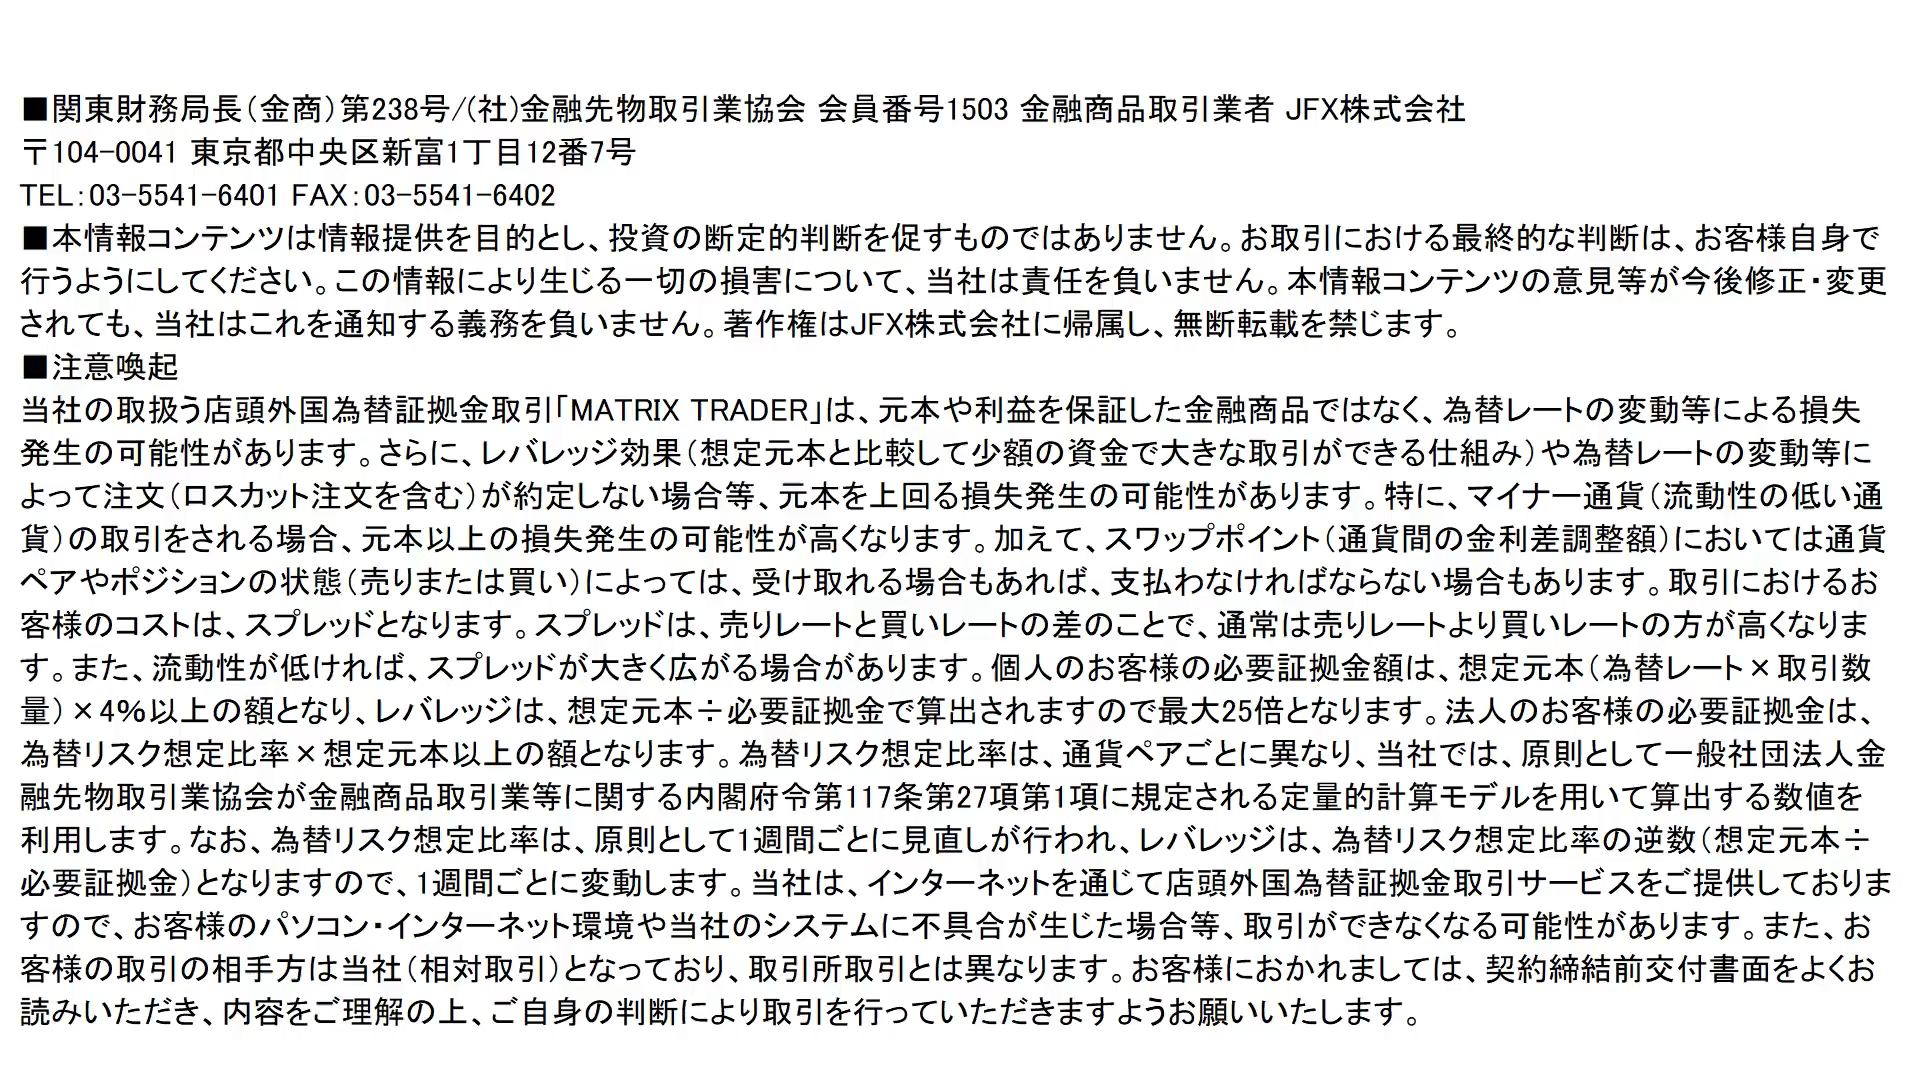 ■関東財務局長（金商）第238号/(社)金融先物取引業協会 会員番号1503 金融商品取引業者 JFX株式会社
〒104-0041 東京都中央区新富1丁目12番7号
TEL：03-5541-6401 FAX：03-5541-6402
■本情報コンテンツは情報提供を目的とし、投資の断定的判断を促すものではありません。お取引における最終的な判断は、お客様自身で
行うようにしてください。この情報により生じる一切の損害について、当社は責任を負いません。本情報コンテンツの意見等が今後修正・変更
されても、当社はこれを通知する義務を負いません。著作権はJFX株式会社に帰属し、無断転載を禁じます。
■注意喚起
当社の取扱う店頭外国為替証拠金取引「MATRIX TRADER」は、元本や利益を保証した金融商品ではなく、為替レートの変動等による損失
発生の可能性があります。さらに、レバレッジ効果（想定元本と比較して少額の資金で大きな取引ができる仕組み）や為替レートの変動等に
よって注文（ロスカット注文を含む）が約定しない場合等、元本を上回る損失発生の可能性があります。特に、マイナー通貨（流動性の低い通
貨）の取引をされる場合、元本以上の損失発生の可能性が高くなります。加えて、スワップポイント（通貨間の金利差調整額）においては通貨
ペアやポジションの状態（売りまたは買い）によっては、受け取れる場合もあれば、支払わなければならない場合もあります。取引におけるお
客様のコストは、スプレッドとなります。スプレッドは、売りレートと買いレートの差のことで、通常は売りレートより買いレートの方が高くなりま
す。また、流動性が低ければ、スプレッドが大きく広がる場合があります。個人のお客様の必要証拠金額は、想定元本（為替レート×取引数
量）×4％以上の額となり、レバレッジは、想定元本÷必要証拠金で算出されますので最大25倍となります。法人のお客様の必要証拠金は、
為替リスク想定比率×想定元本以上の額となります。為替リスク想定比率は、通貨ペアごとに異なり、当社では、原則として一般社団法人金
融先物取引業協会が金融商品取引業等に関する内閣府令第117条第27項第1項に規定される定量的計算モデルを用いて算出する数値を
利用します。なお、為替リスク想定比率は、原則として1週間ごとに見直しが行われ、レバレッジは、為替リスク想定比率の逆数（想定元本÷
必要証拠金）となりますので、1週間ごとに変動します。当社は、インターネットを通じて店頭外国為替証拠金取引サービスをご提供しておりま
すので、お客様のパソコン・インターネット環境や当社のシステムに不具合が生じた場合等、取引ができなくなる可能性があります。また、お
客様の取引の相手方は当社（相対取引）となっており、取引所取引とは異なります。お客様におかれましては、契約締結前交付書面をよくお
読みいただき、内容をご理解の上、ご自身の判断により取引を行っていただきますようお願いいたします。